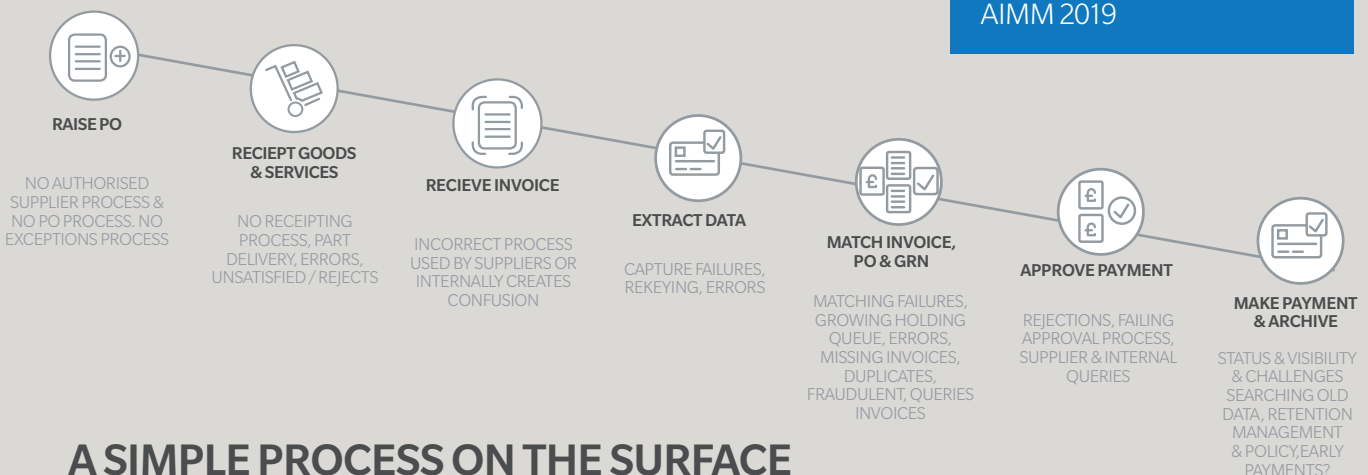 AIMM 2019
RAISE PO
NO AUTHORISED
SUPPLIER PROCESS &
NO PO PROCESS. NO
EXCEPTIONS PROCESS
RECIEPT GOODS
& SERVICES
NO RECEIPTING
PROCESS, PART
DELIVERY, ERRORS,
UNSATISFIED / REJECTS
RECIEVE INVOICE
INCORRECT PROCESS
USED BY SUPPLIERS OR
INTERNALLY CREATES
CONFUSION
EXTRACT DATA
CAPTURE FAILURES,
REKEYING, ERRORS
£
MATCH INVOICE,
PO & GRN
MATCHING FAILURES,
GROWING HOLDING
QUEUE, ERRORS,
MISSING INVOICES,
DUPLICATES,
FRAUDULENT, QUERIES
INVOICES
£
£
APPROVE PAYMENT
REJECTIONS, FAILING
APPROVAL PROCESS,
SUPPLIER & INTERNAL
QUERIES
MAKE PAYMENT
& ARCHIVE
STATUS & VISIBILITY
& CHALLENGES
SEARCHING OLD
DATA, RETENTION
MANAGEMENT
& POLICY,EARLY
PAYMENTS?
A SIMPLE PROCESS ON THE SURFACE